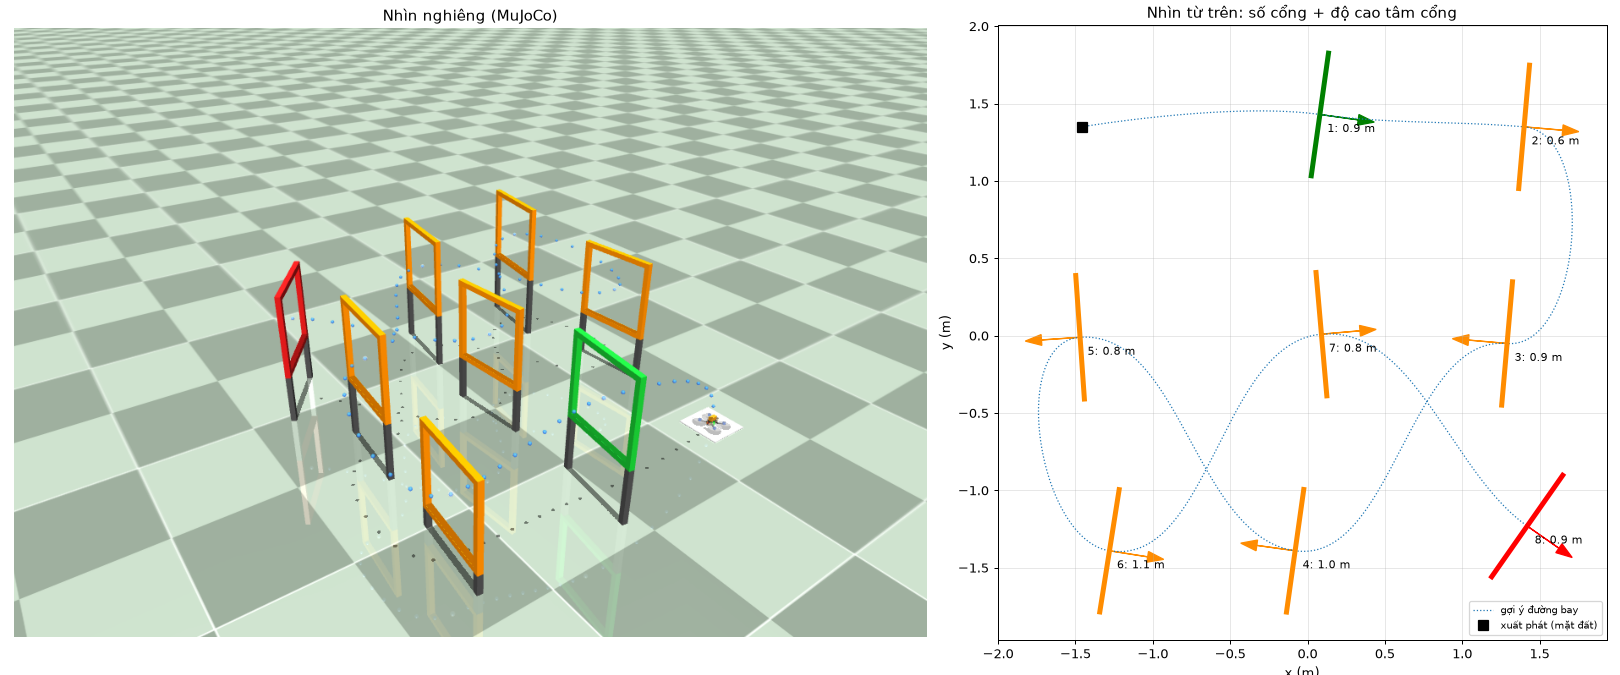 Nhìn nghiêng (MuJoCo)
Nhìn từ trên: số cổng + độ cao tâm cổng
2.0
1.5
1.0
0.5
0.0
−0.5
−1.0
−1.5
y (m)
1: 0.9 m
2: 0.6 m
5: 0.8 m
7: 0.8 m
3: 0.9 m
6: 1.1 m
4: 1.0 m
8: 0.9 m
gợi ý đường bay
xuất phát (mặt đất)
−2.0
−1.5
−1.0
−0.5
0.0
0.5
1.0
1.5
x (m)